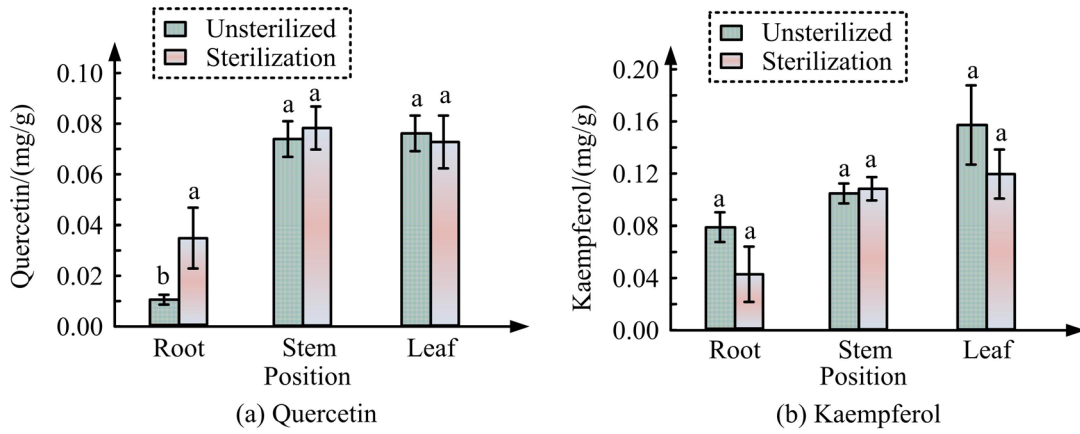 Unsterilized
Sterilization
Quercetin/(mg/g)
0.10
0.08
0.06
0.04
0.02
0.00
b
a
a
a
a
a
Root
Stem
Leaf
Position
(a) Quercetin
Unsterilized
Sterilization
Kaempferol/(mg/g)
0.20
0.16
0.12
0.08
0.04
0.00
a
a
a
a
a
a
Root
Stem
Leaf
Position
(b) Kaempferol